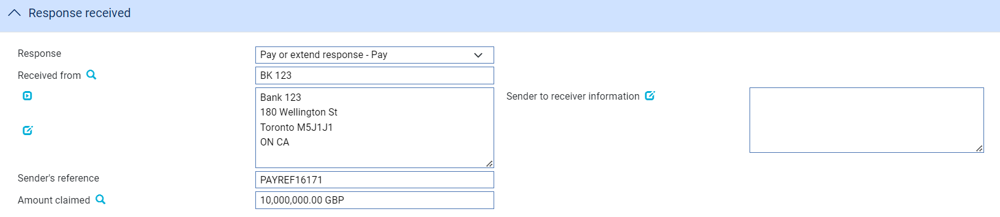 Response received
Response
Pay or extend response - Pay
Received from
BK 123
Bank 123
180 Wellington St
Toronto M5J1J1
ON CA
Sender to receiver information
Sender's reference
PAYREF16171
Amount claimed
10,000,000.00 GBP